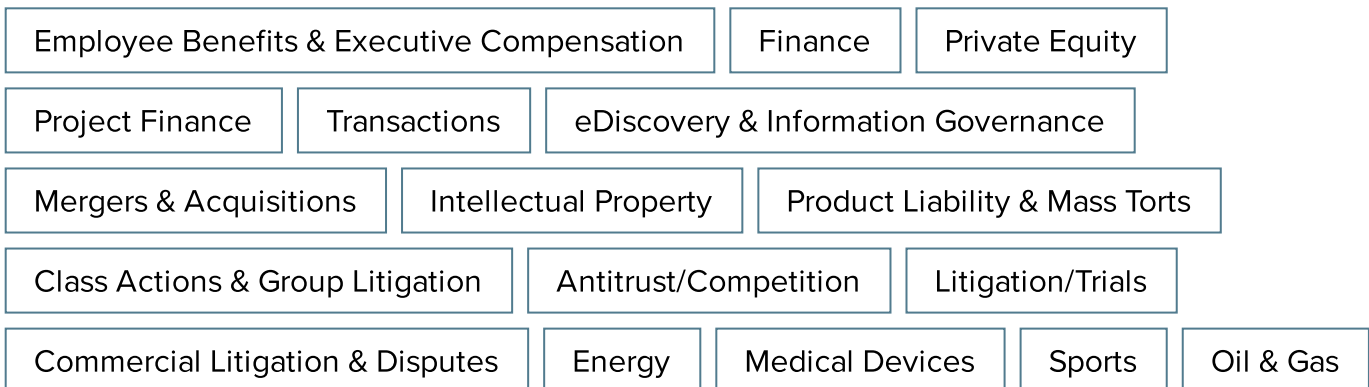 Employee Benefits & Executive Compensation Finance Private Equity
Project Finance Transactions eDiscovery & Information Governance
Mergers & Acquisitions Intellectual Property Product Liability & Mass Torts
Class Actions & Group Litigation Antitrust/Competition Litigation/Trials
Commercial Litigation & Disputes Energy Medical Devices Sports Oil & Gas